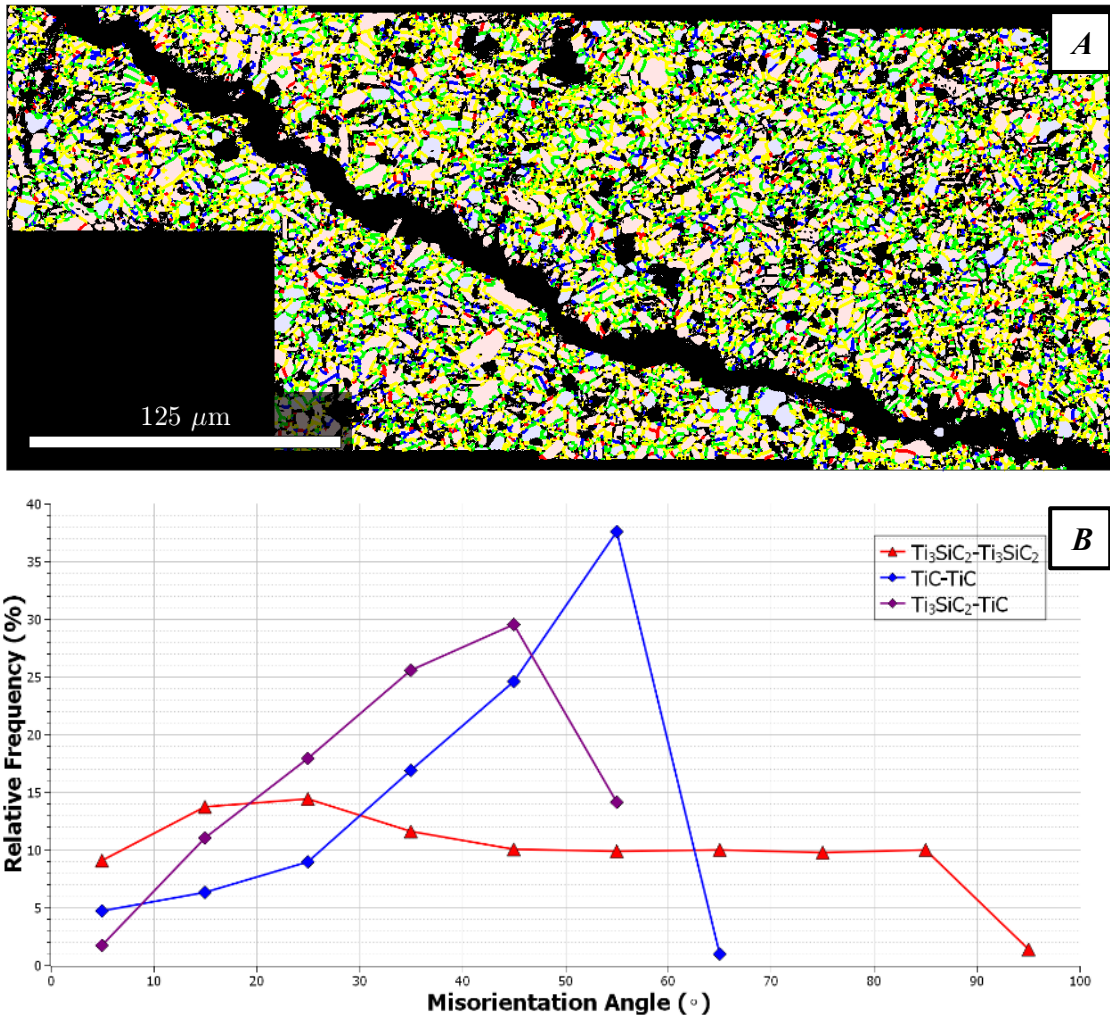 A
125 μm
B
40
35
30
25
20
15
10
5
0
Relative Frequency (%)
Ti₃SiC₂-Ti₃SiC₂
TiC-TiC
Ti₃SiC₂-TiC
0 10 20 30 40 50 60 70 80 90 100
Misorientation Angle (°)